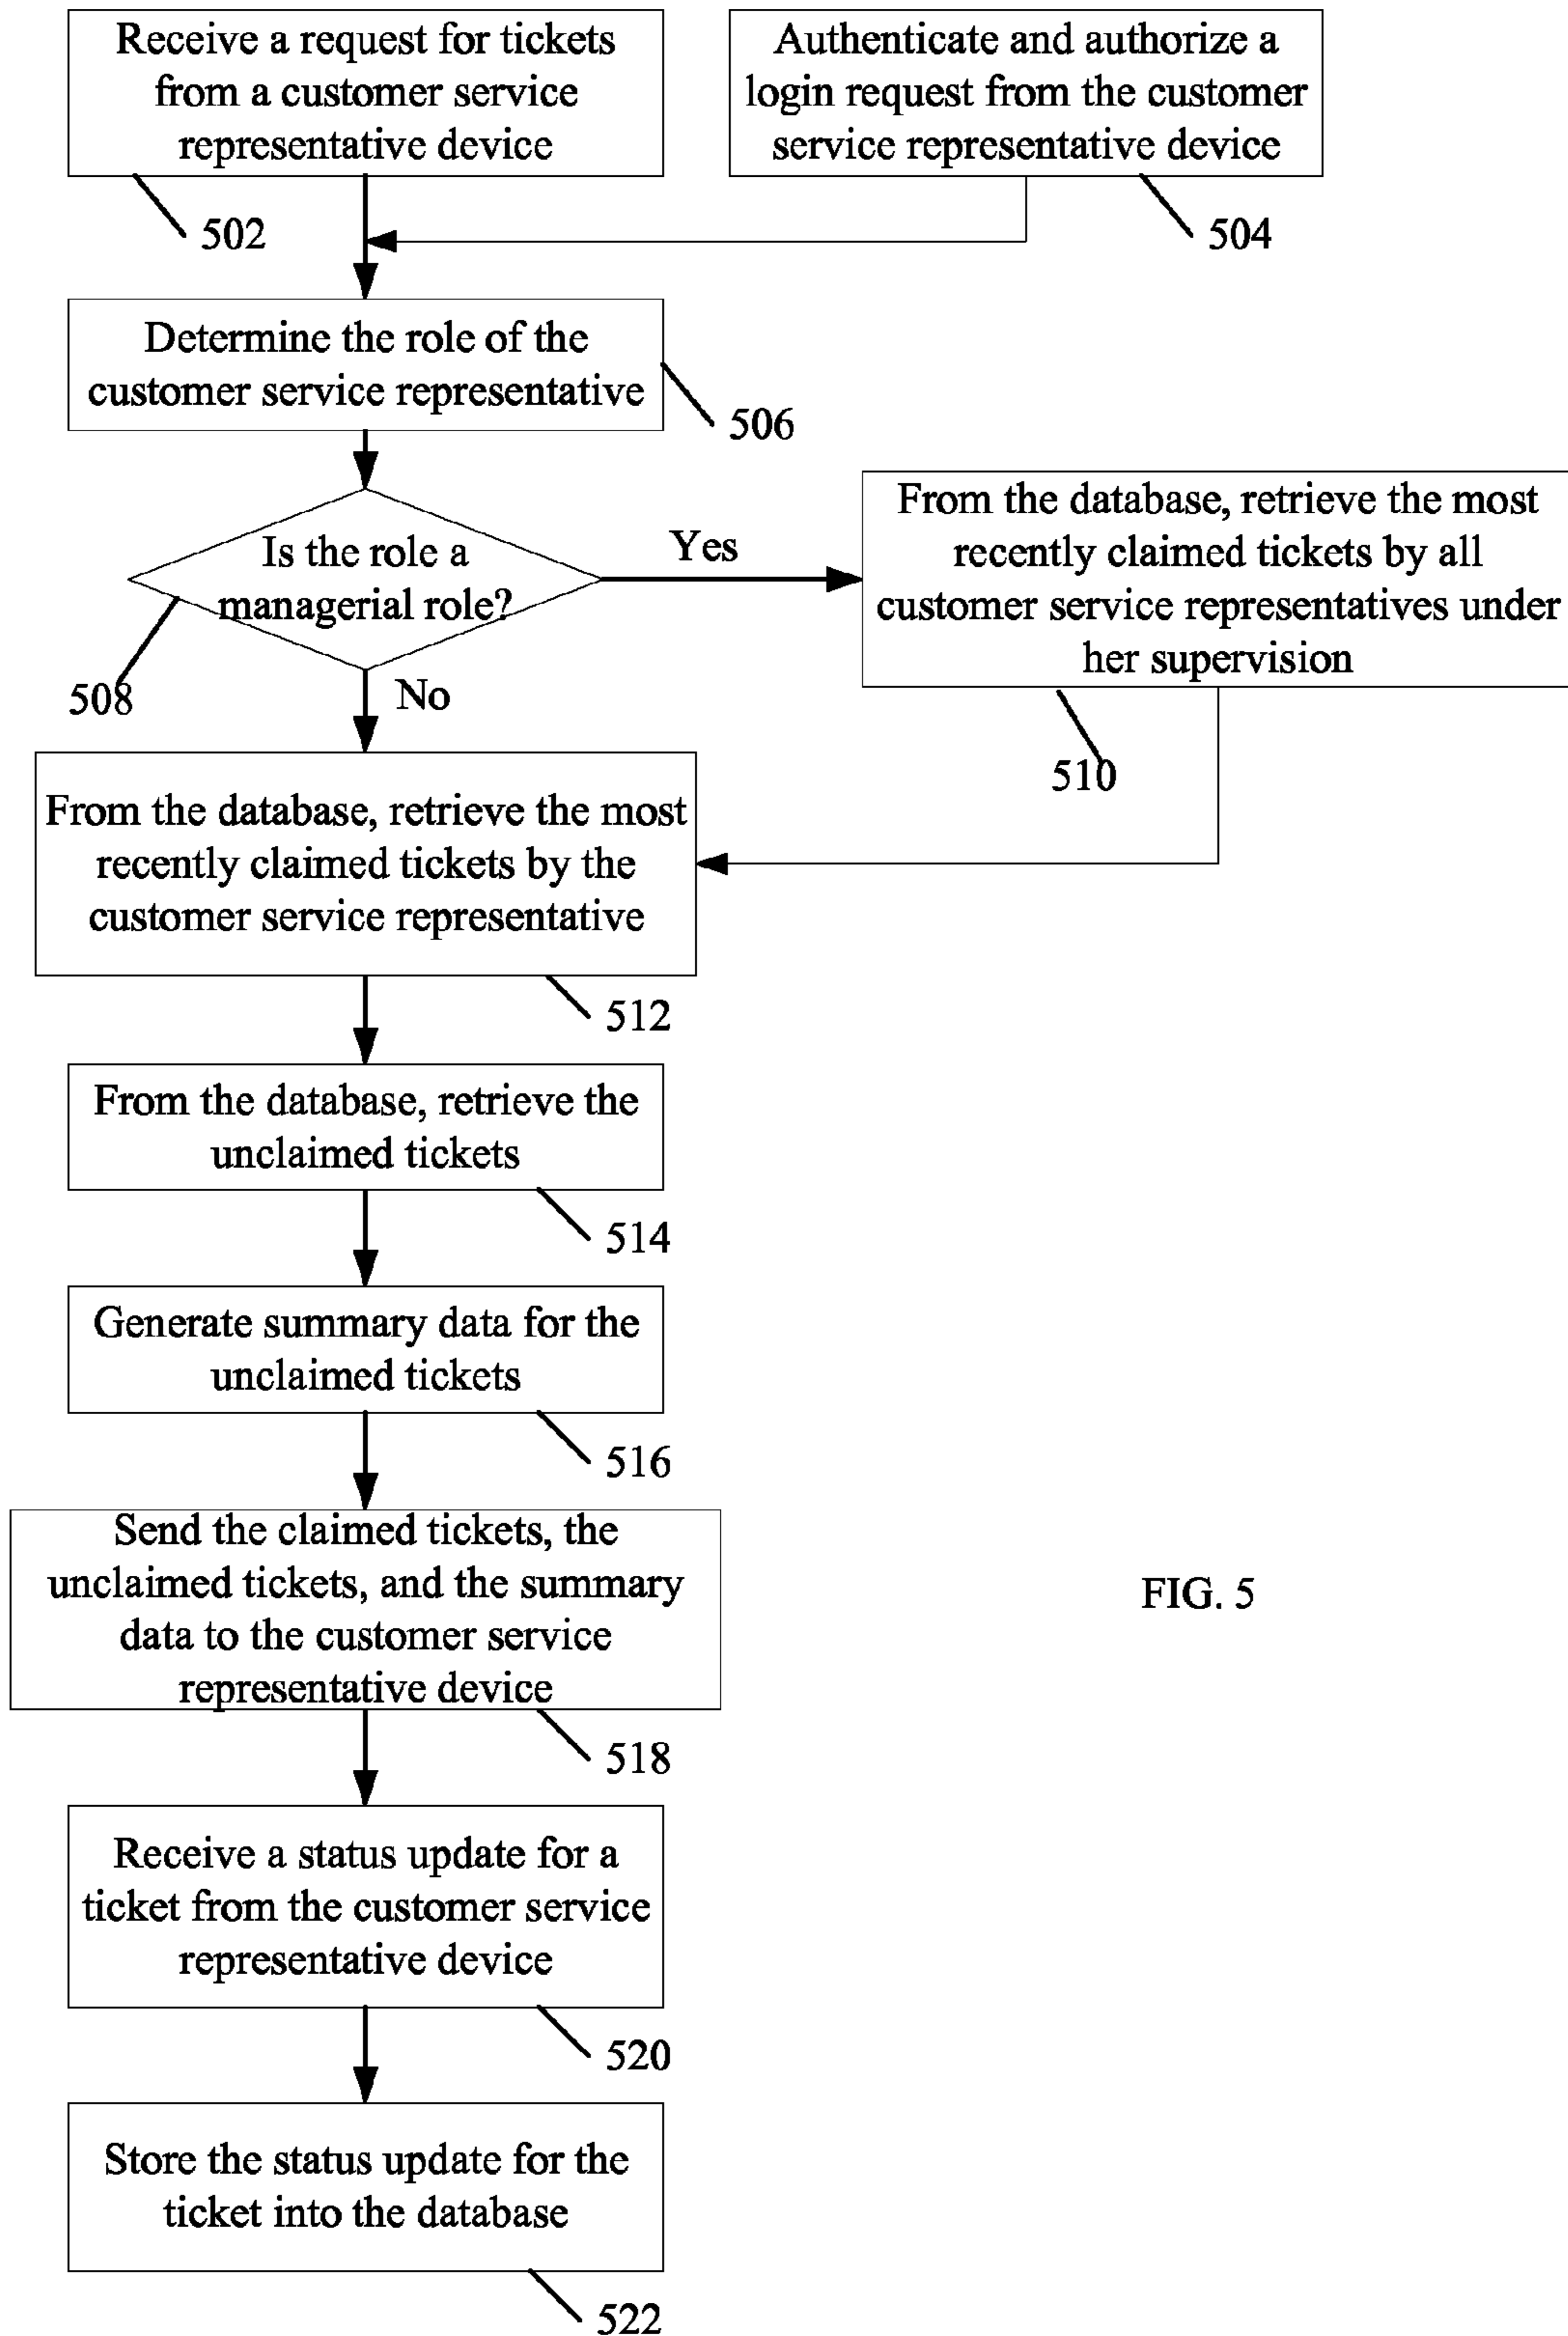 Receive a request for tickets
from a customer service
representative device
502
Authenticate and authorize a
login request from the customer
service representative device
504
Determine the role of the
customer service representative
506
Is the role a
managerial role?
508
Yes
No
From the database, retrieve the most
recently claimed tickets by all
customer service representatives under
her supervision
510
From the database, retrieve the most
recently claimed tickets by the
customer service representative
512
From the database, retrieve the
unclaimed tickets
514
Generate summary data for the
unclaimed tickets
516
Send the claimed tickets, the
unclaimed tickets, and the summary
data to the customer service
representative device
518
FIG. 5
Receive a status update for a
ticket from the customer service
representative device
520
Store the status update for the
ticket into the database
522